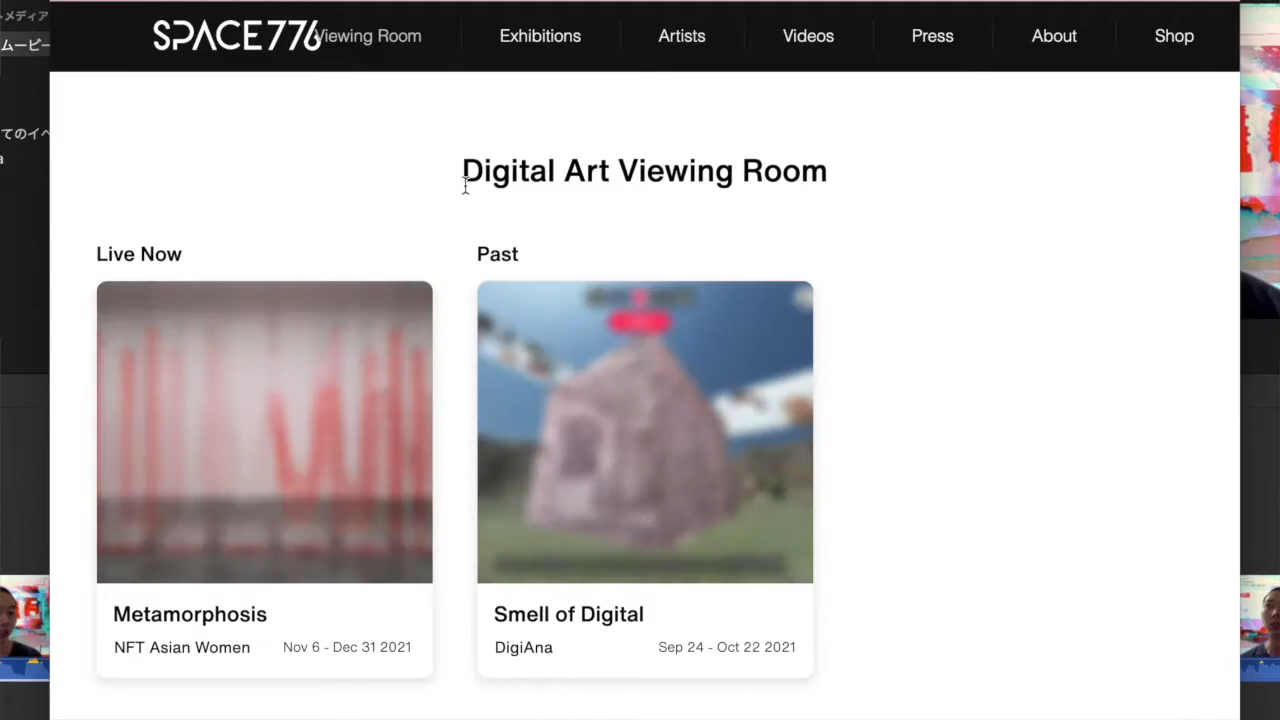 メディア
ムービー
てのイベ
a
SPACE776
Viewing Room
Exhibitions
Artists
Videos
Press
About
Shop
Digital Art Viewing Room
Live Now
Past
Metamorphosis
NFT Asian Women
Nov 6 - Dec 31 2021
Smell of Digital
DigiAna
Sep 24 - Oct 22 2021